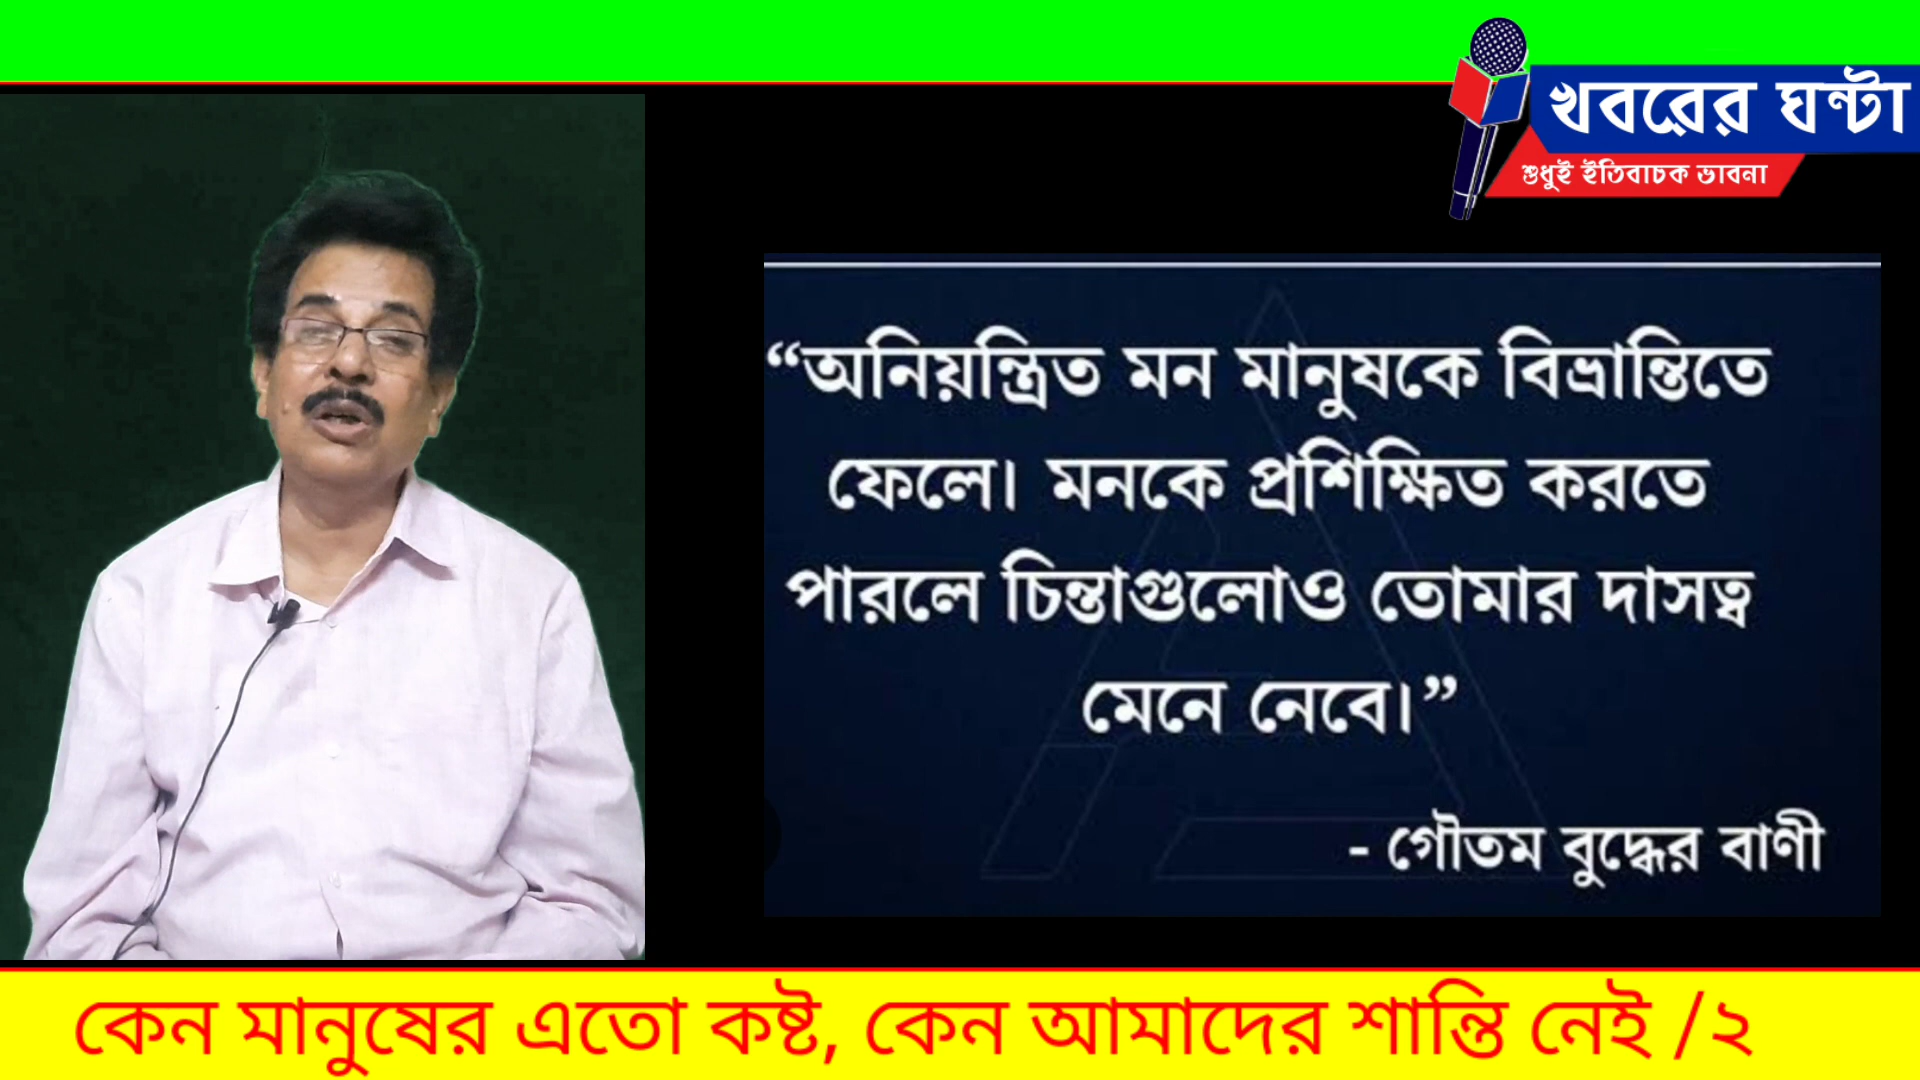 খবরের ঘন্টা
শুধুই ইতিবাচক ভাবনা
“অনিয়ন্ত্রিত মন মানুষকে বিভ্রান্তিতে
ফেলে। মনকে প্রশিক্ষিত করতে
পারলে চিন্তাগুলোও তোমার দাসত্ব
মেনে নেবে।”
- গৌতম বুদ্ধের বাণী
কেন মানুষের এতো কষ্ট, কেন আমাদের শান্তি নেই /২